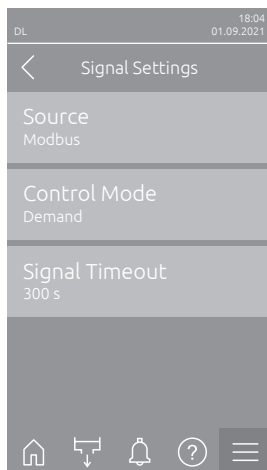 18:04
DL 01.09.2021
Signal Settings
Source
Modbus
Control Mode
Demand
Signal Timeout
300 s
?